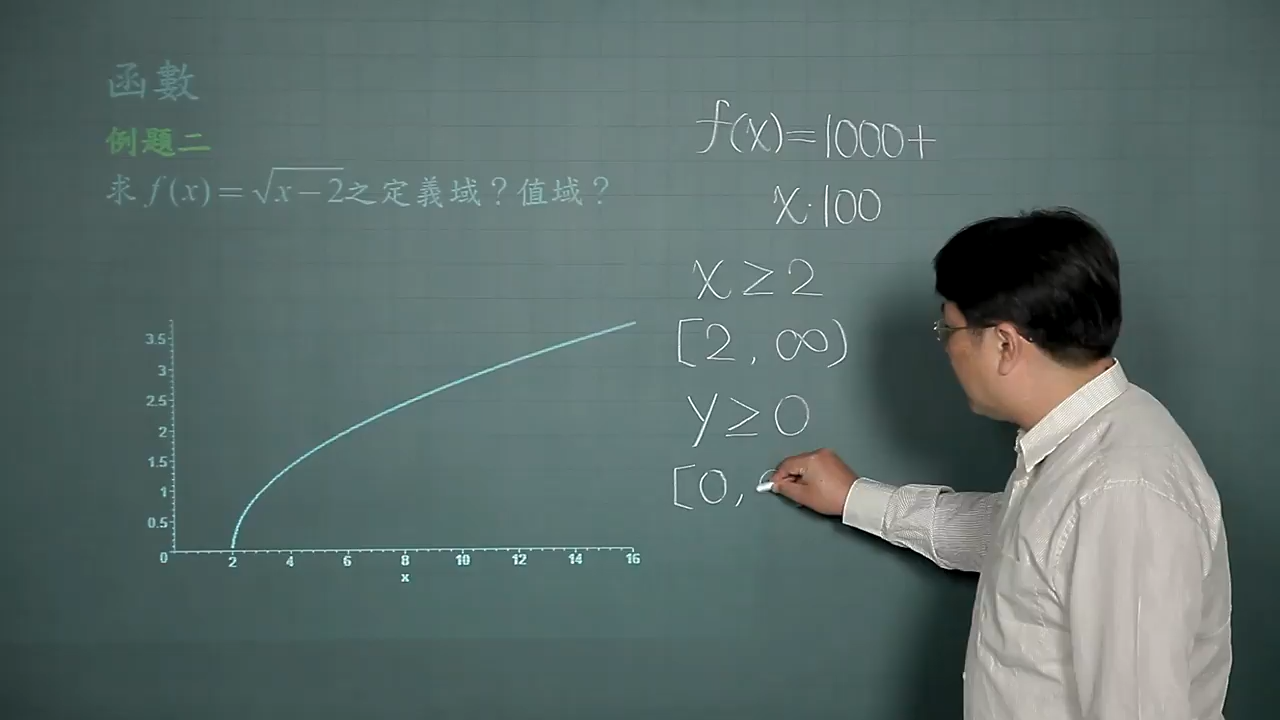 函數
例題二
求 f(x)=√x−2之定義域？值域？
3.5
3
2.5
2
1.5
1
0.5
0
2 4 6 8 10 12 14 16
x
f(x)=1000+
x·100
x≥2
[2,∞)
y≥0
[0,